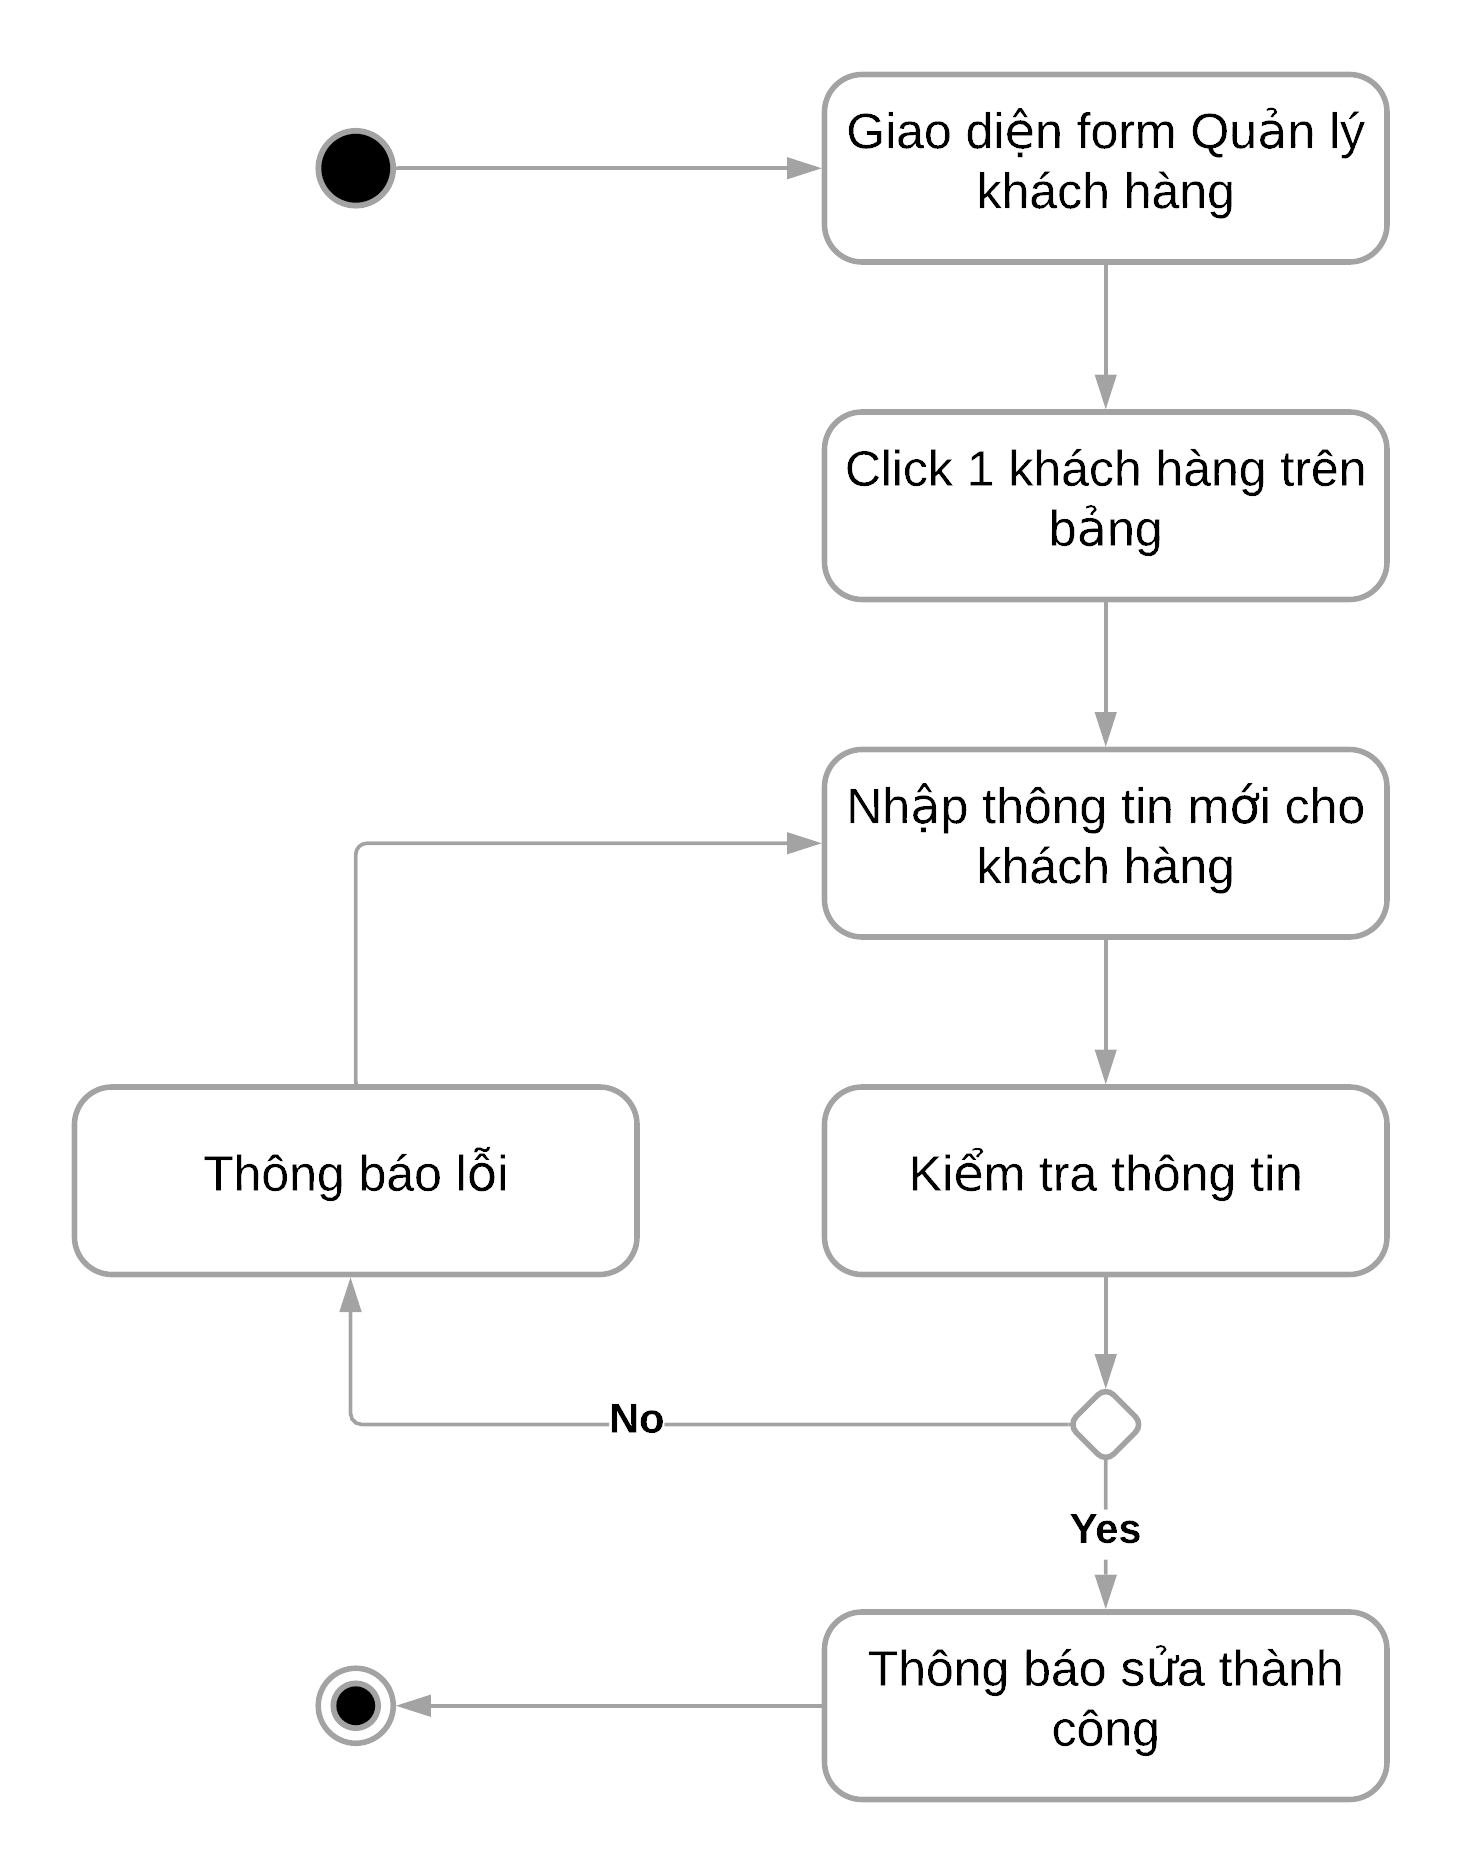 Giao diện form Quản lý
khách hàng
Click 1 khách hàng trên
bảng
Nhập thông tin mới cho
khách hàng
Thông báo lỗi
Kiểm tra thông tin
No
Yes
Thông báo sửa thành
công